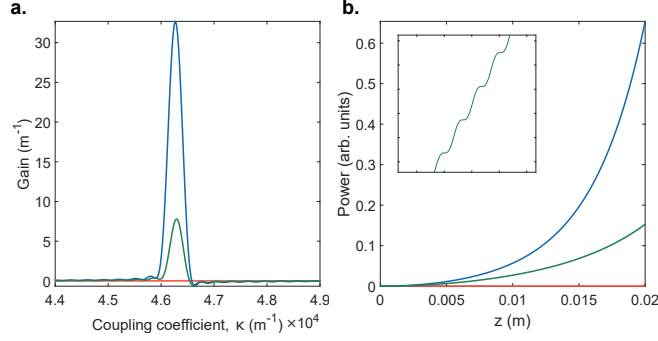 a.
Gain (m⁻¹)
30
25
20
15
10
5
0
4.4 4.5 4.6 4.7 4.8 4.9
Coupling coefficient, κ (m⁻¹) ×10⁴
b.
Power (arb. units)
0.6
0.5
0.4
0.3
0.2
0.1
0
0 0.005 0.01 0.015 0.02
z (m)